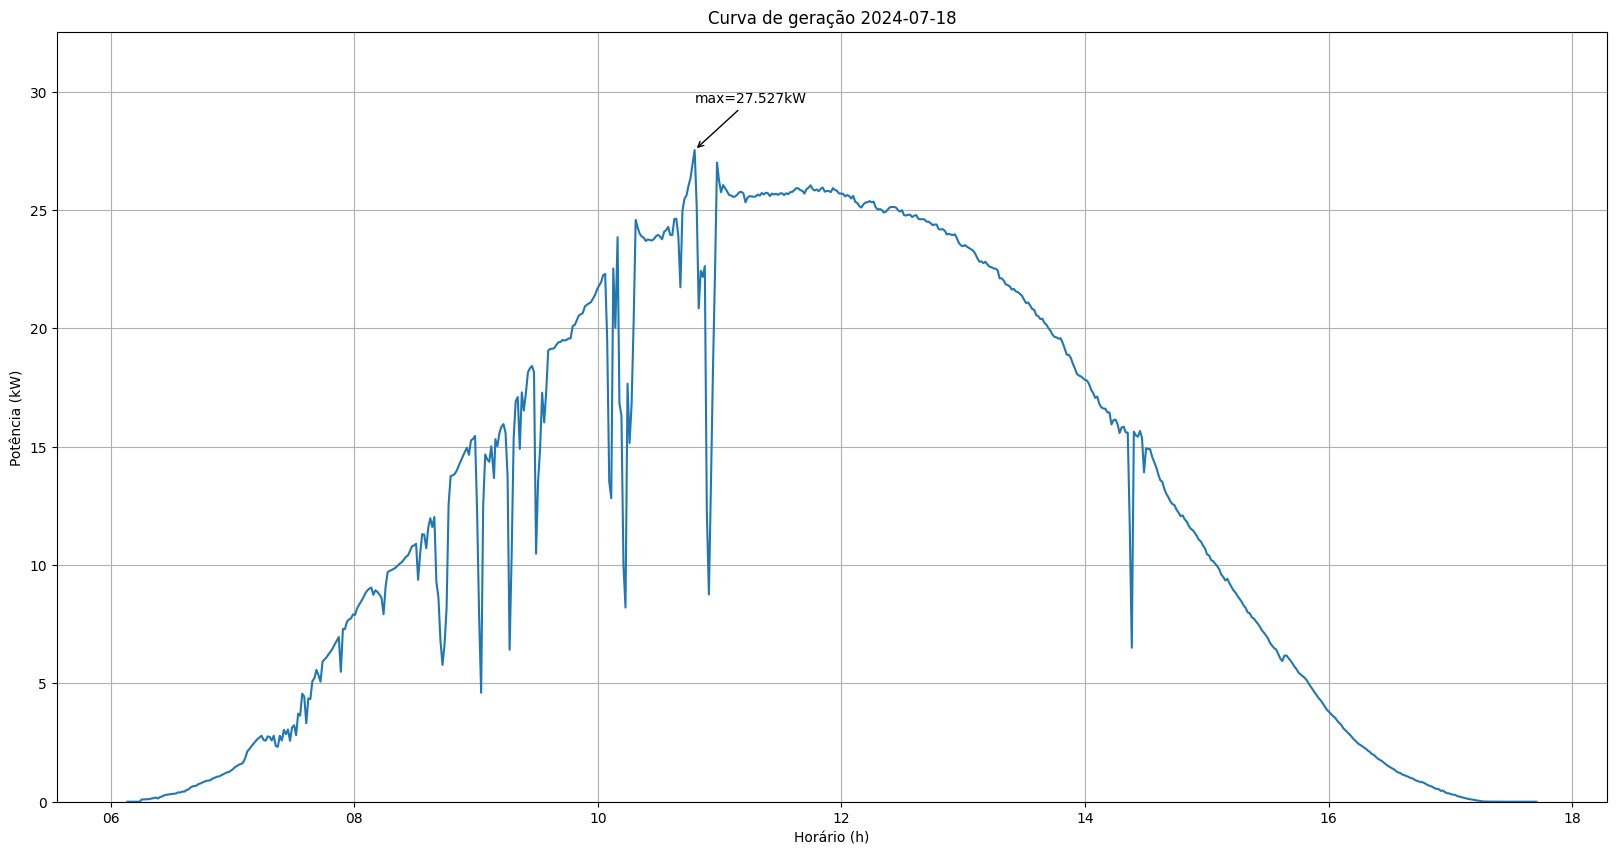 Curva de geração 2024-07-18
max=27.527kW
Potência (kW)
30
25
20
15
10
5
0
06 08 10 12 14 16 18
Horário (h)